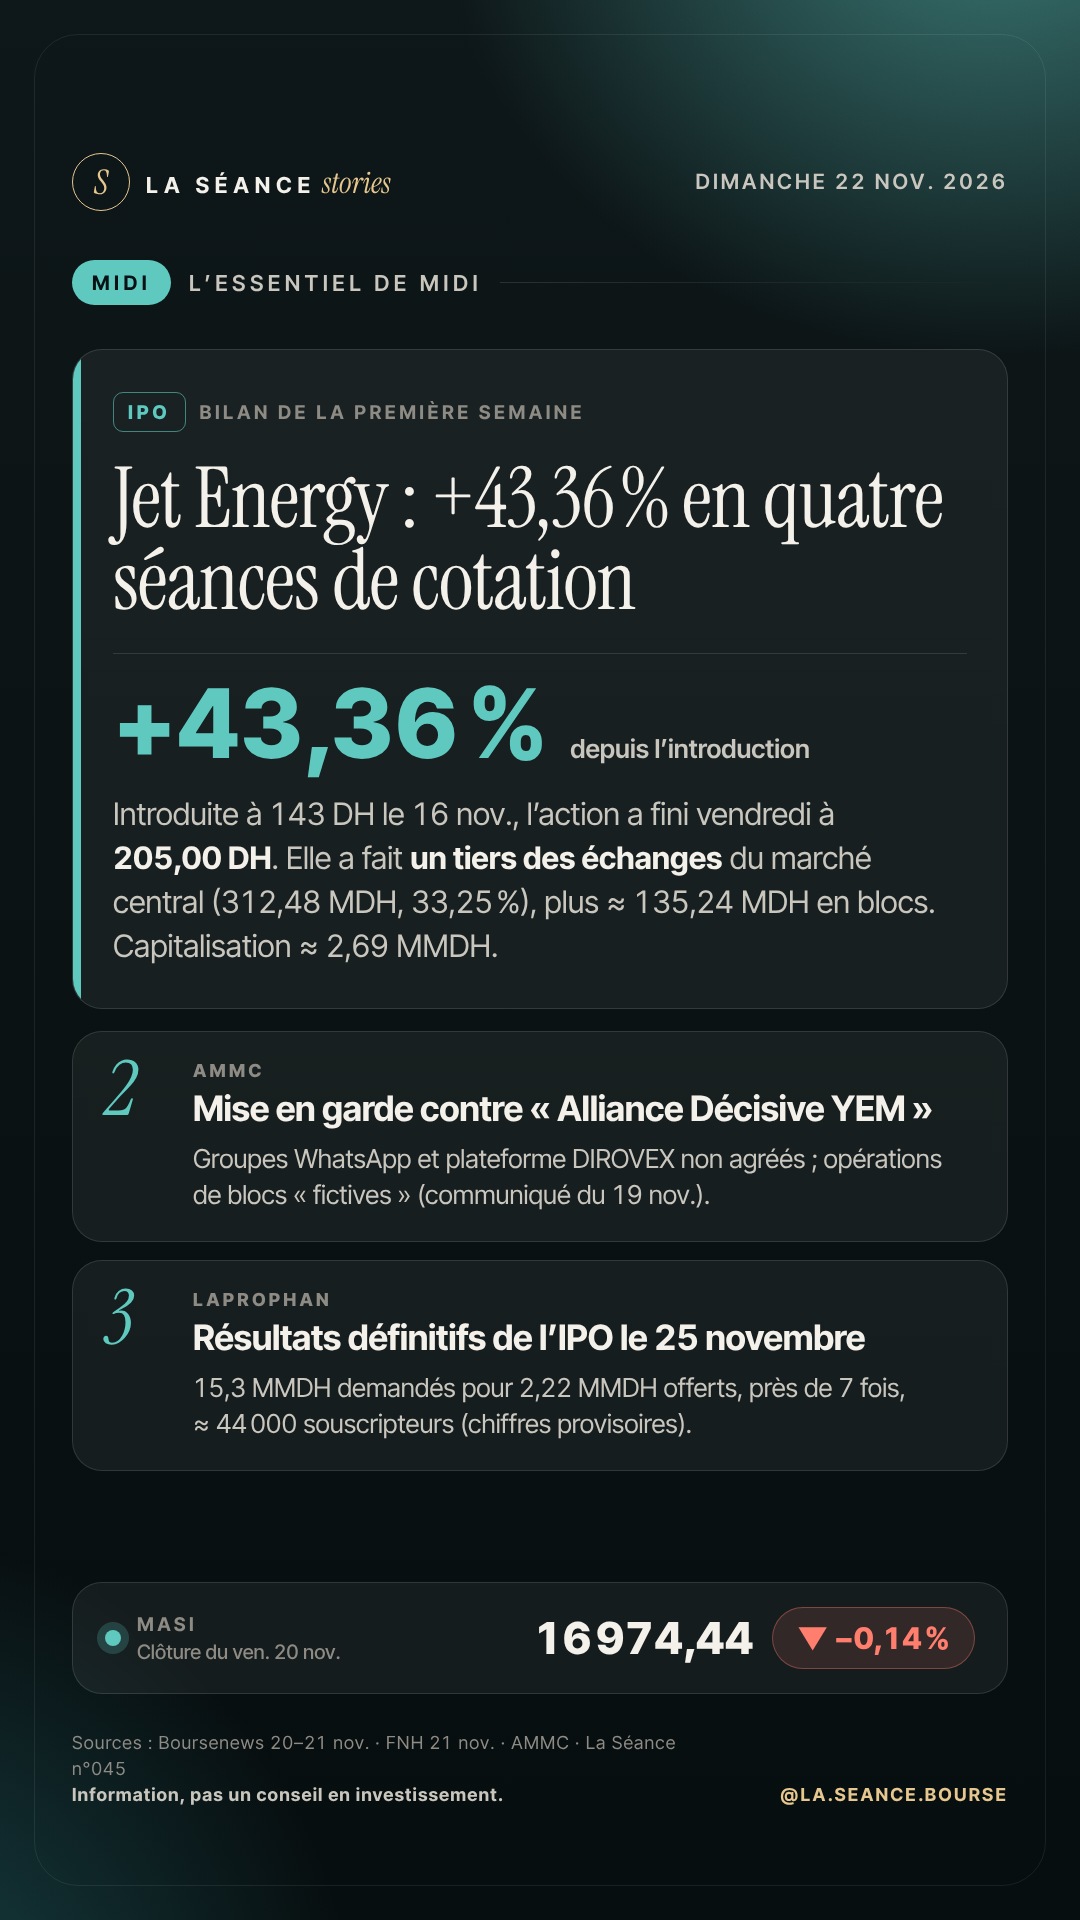 S LA SÉANCE stories
DIMANCHE 22 NOV. 2026
MIDI L’ESSENTIEL DE MIDI
IPO BILAN DE LA PREMIÈRE SEMAINE
Jet Energy : +43,36 % en quatre
séances de cotation
+43,36 % depuis l’introduction
Introduite à 143 DH le 16 nov., l’action a fini vendredi à
205,00 DH. Elle a fait un tiers des échanges du marché
central (312,48 MDH, 33,25 %), plus ≈ 135,24 MDH en blocs.
Capitalisation ≈ 2,69 MMDH.
2
AMMC
Mise en garde contre « Alliance Décisive YEM »
Groupes WhatsApp et plateforme DIROVEX non agréés ; opérations
de blocs « fictives » (communiqué du 19 nov.).
3
LAPROPHAN
Résultats définitifs de l’IPO le 25 novembre
15,3 MMDH demandés pour 2,22 MMDH offerts, près de 7 fois,
≈ 44 000 souscripteurs (chiffres provisoires).
MASI
Clôture du ven. 20 nov.
16 974,44 ▼ −0,14 %
Sources : Boursenews 20–21 nov. · FNH 21 nov. · AMMC · La Séance
n°045
Information, pas un conseil en investissement.
@LA.SEANCE.BOURSE